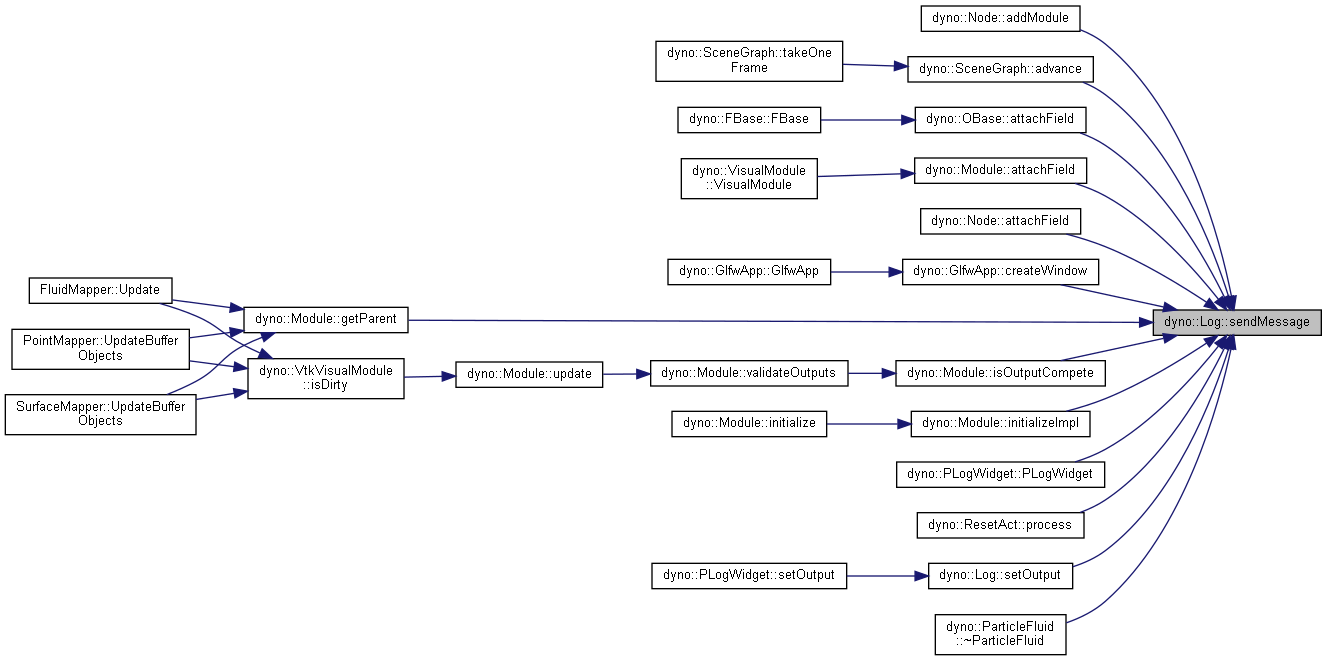 dyno::Node::addModule
dyno::SceneGraph::takeOne
Frame
dyno::SceneGraph::advance
dyno::FBase::FBase
dyno::OBase::attachField
dyno::VisualModule
::VisualModule
dyno::Module::attachField
dyno::Node::attachField
dyno::GlfwApp::GlfwApp
dyno::GlfwApp::createWindow
FluidMapper::Update
dyno::Module::getParent
dyno::Log::sendMessage
PointMapper::UpdateBuffer
Objects
dyno::VtkVisualModule
::isDirty
dyno::Module::update
dyno::Module::validateOutputs
dyno::Module::isOutputCompete
SurfaceMapper::UpdateBuffer
Objects
dyno::Module::initialize
dyno::Module::initializeImpl
dyno::PLogWidget::PLogWidget
dyno::ResetAct::process
dyno::PLogWidget::setOutput
dyno::Log::setOutput
dyno::ParticleFluid
::~ParticleFluid